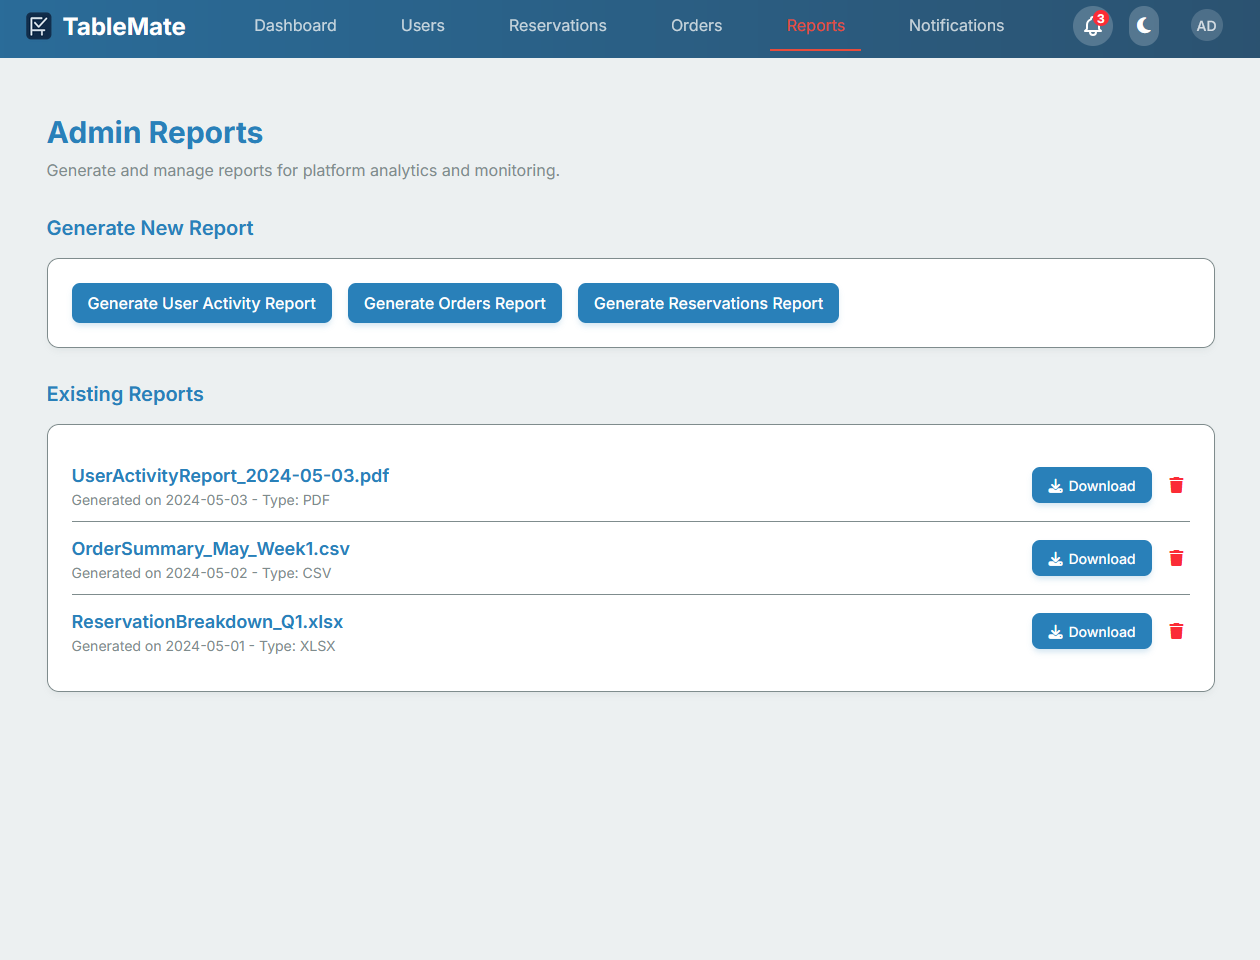 TableMate
Dashboard
Users
Reservations
Orders
Reports
Notifications
3
AD
Admin Reports
Generate and manage reports for platform analytics and monitoring.
Generate New Report
Generate User Activity Report
Generate Orders Report
Generate Reservations Report
Existing Reports
UserActivityReport_2024-05-03.pdf
Generated on 2024-05-03 - Type: PDF
Download
OrderSummary_May_Week1.csv
Generated on 2024-05-02 - Type: CSV
Download
ReservationBreakdown_Q1.xlsx
Generated on 2024-05-01 - Type: XLSX
Download